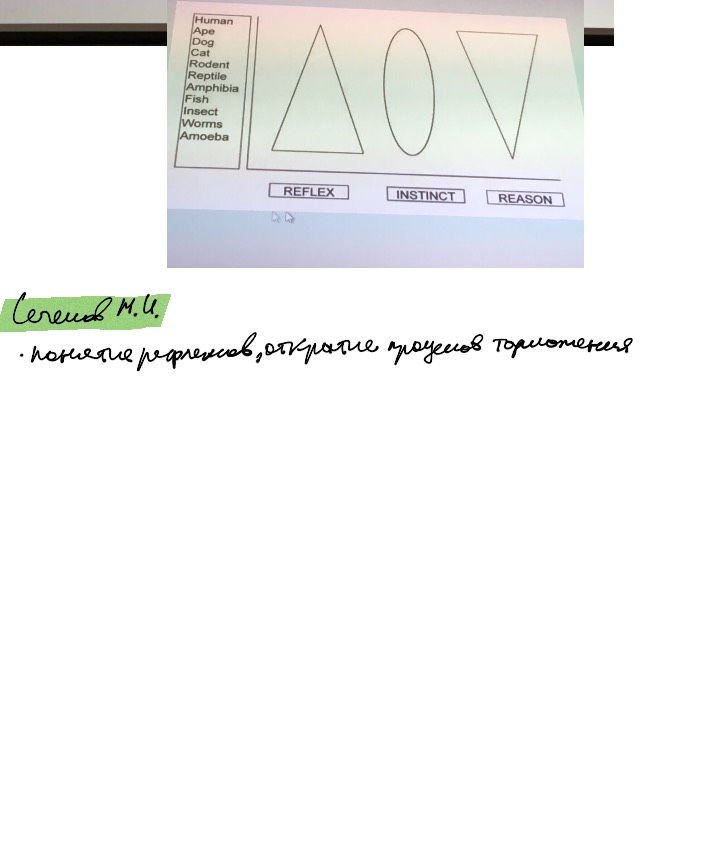 Human
Ape
Dog
Cat
Rodent
Reptile
Amphibia
Fish
Insect
Worms
Amoeba
REFLEX
INSTINCT
REASON
Сеченов М.И.
· понятие рефлексов, открытие процессов торможения